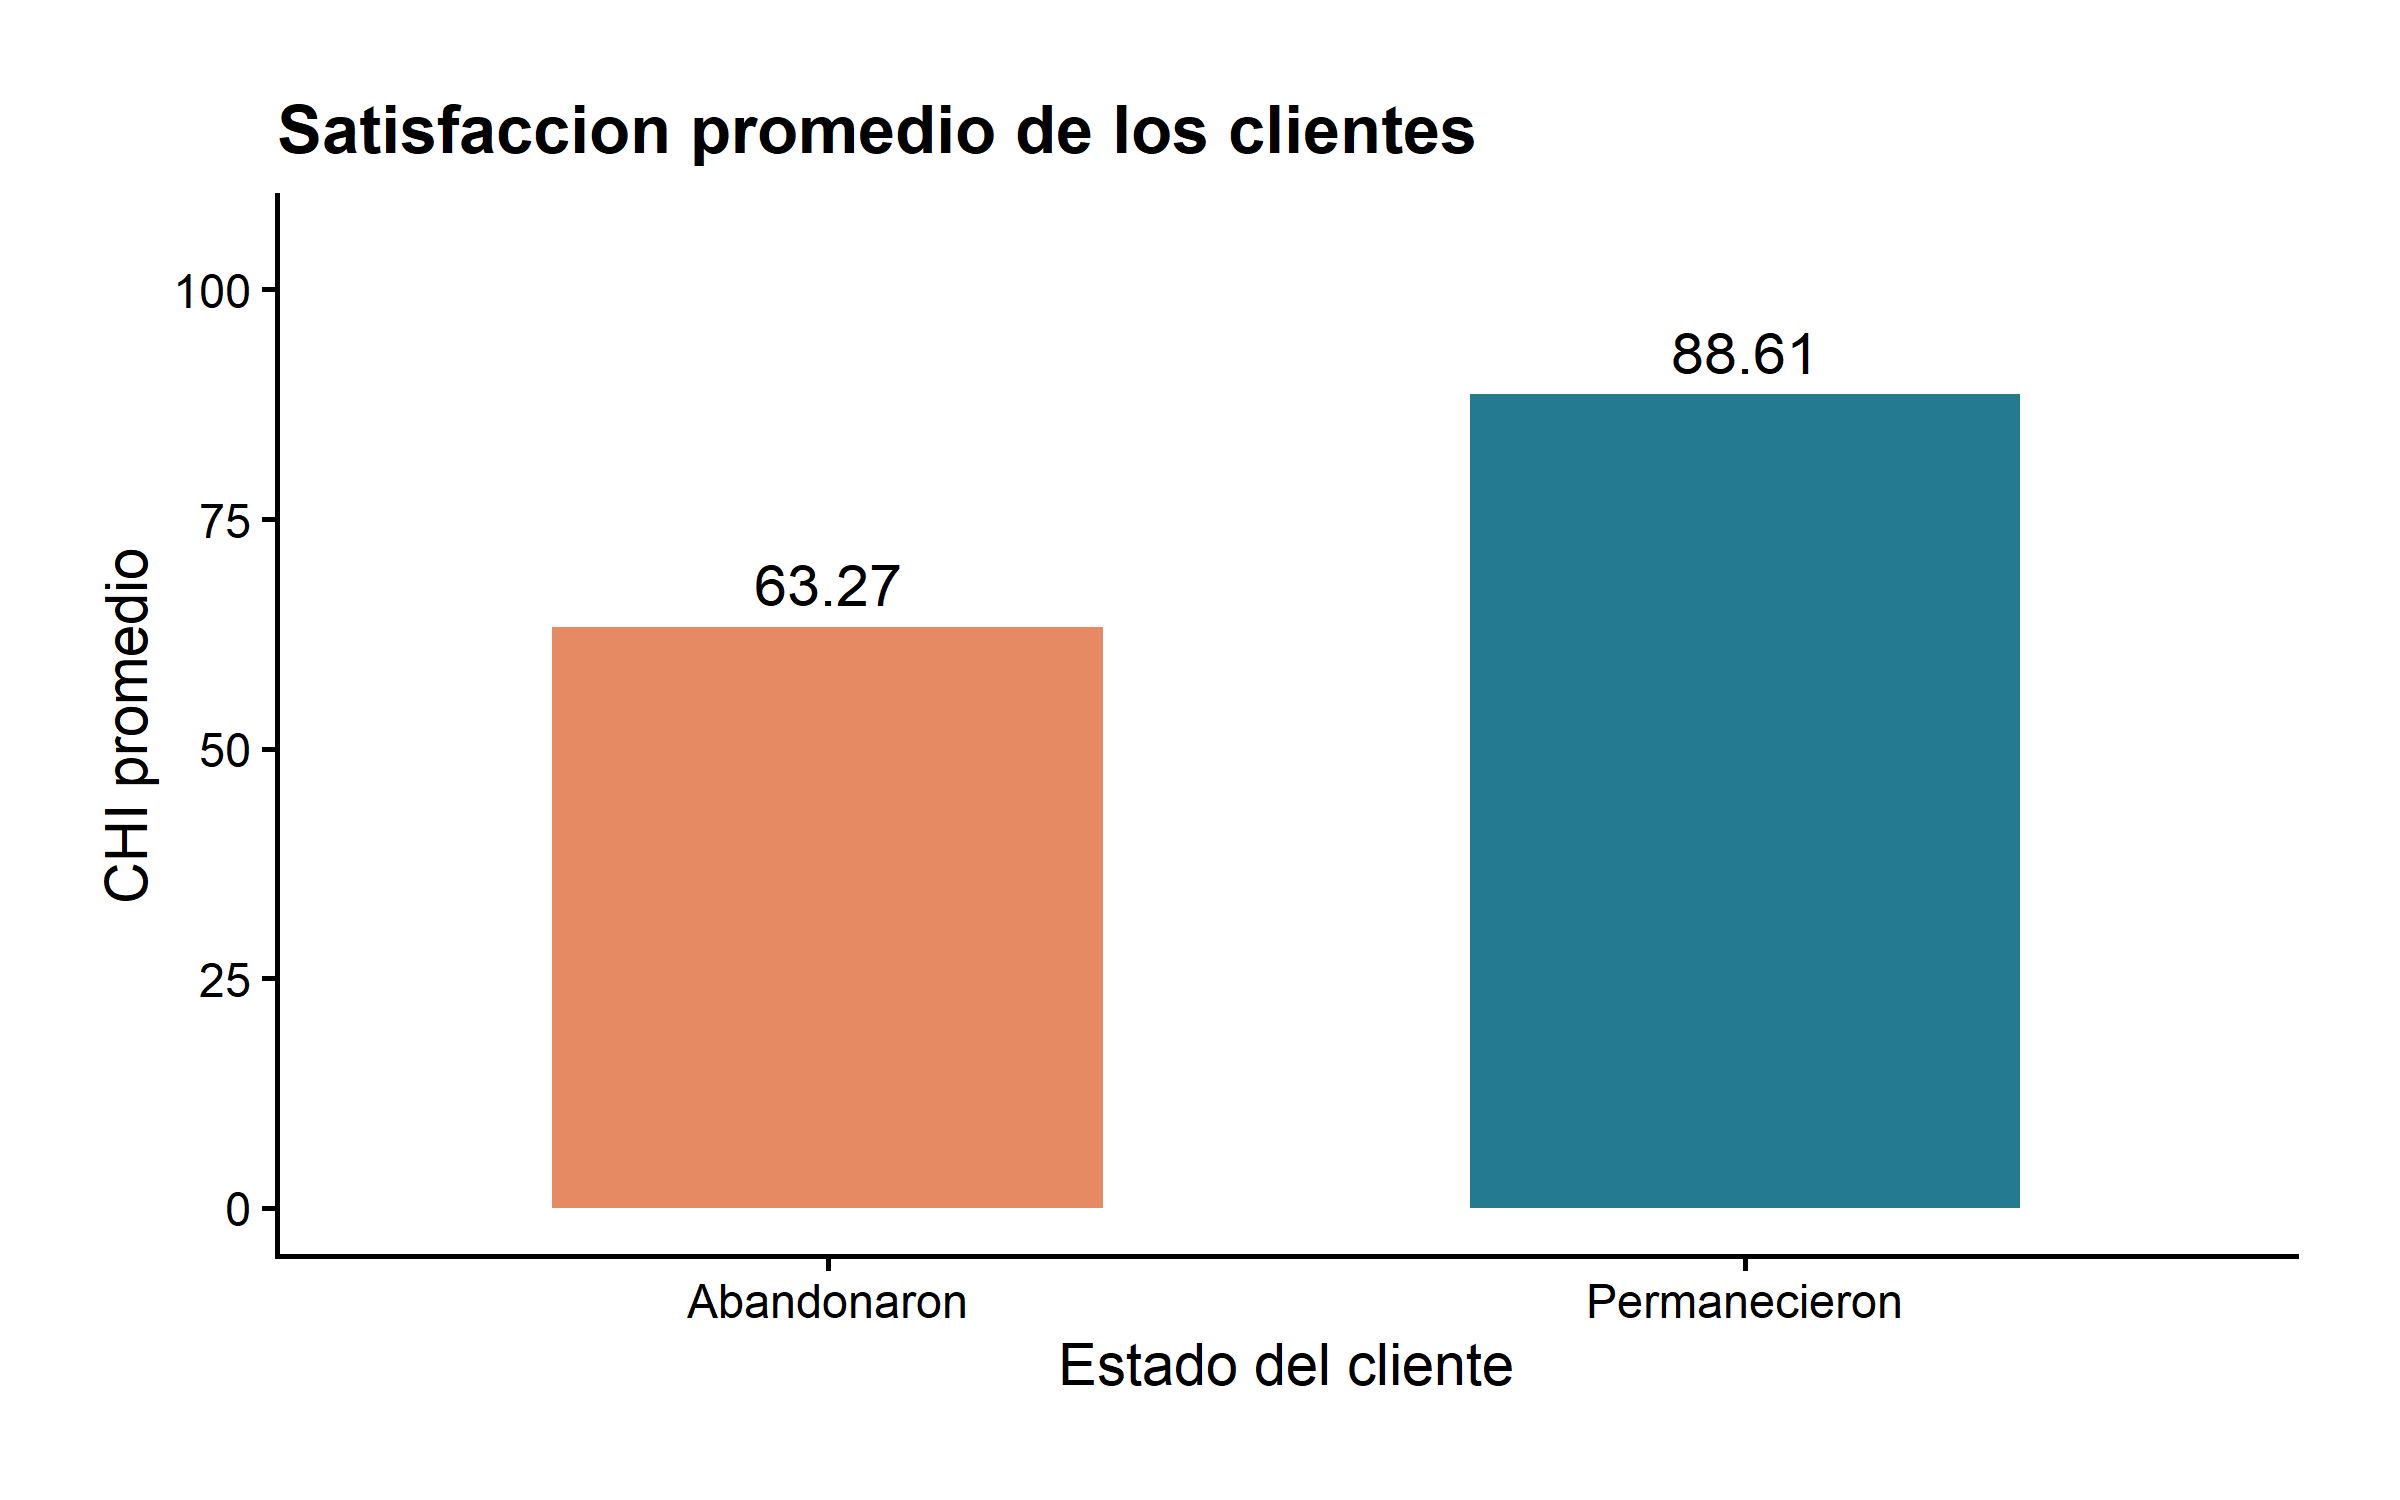 Satisfaccion promedio de los clientes
CHI promedio
100
75
50
25
0
63.27
88.61
Abandonaron
Permanecieron
Estado del cliente